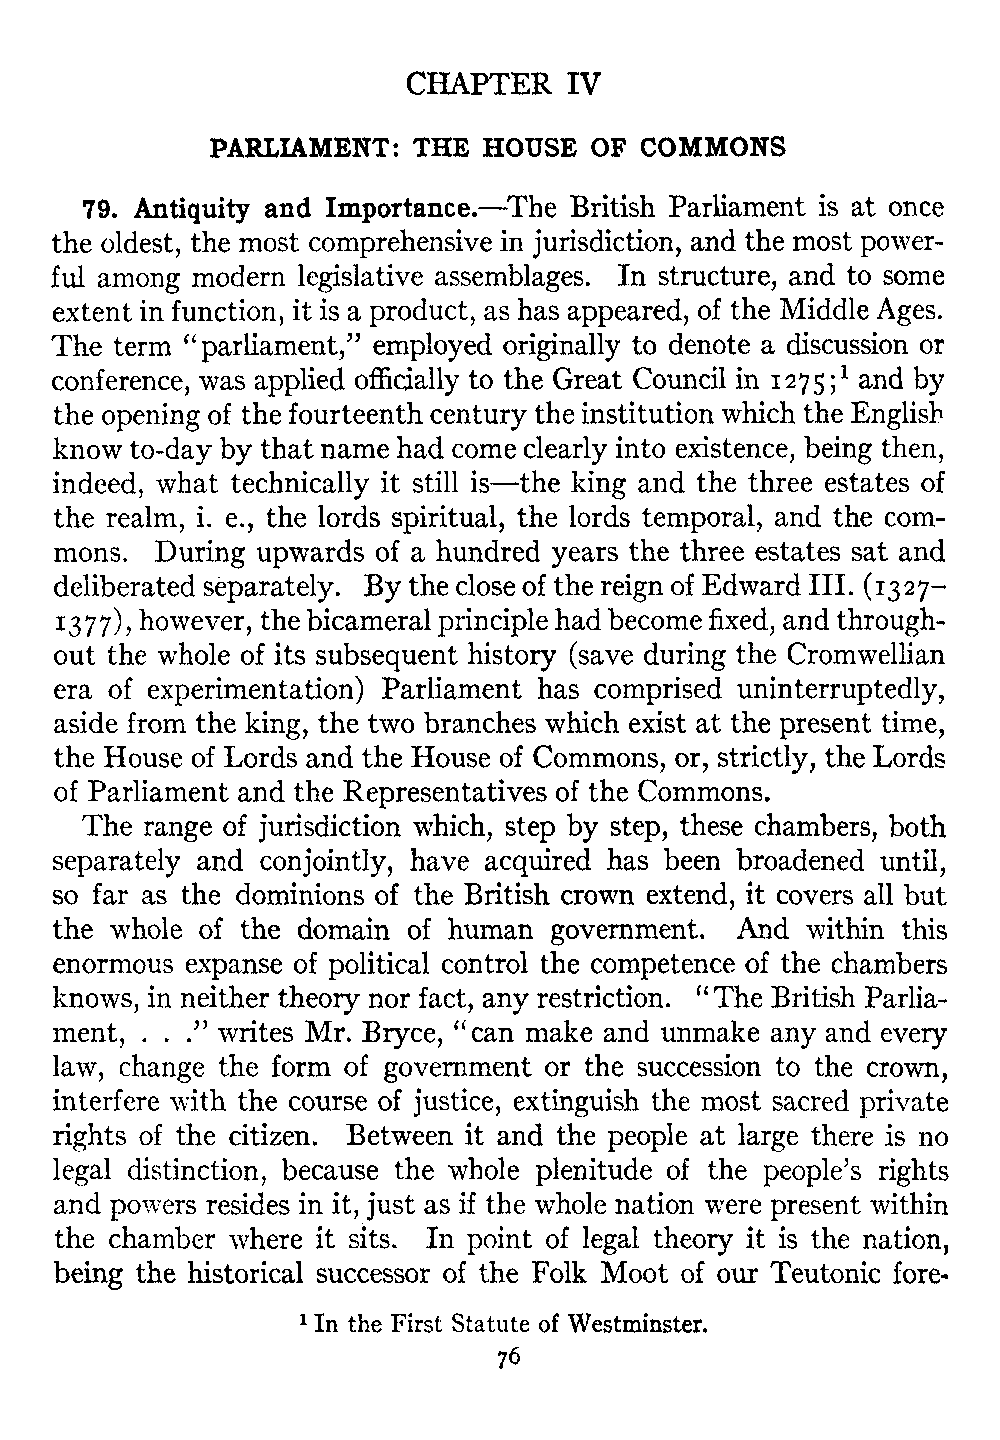 CHAPTER IV
PARLIAMENT: THE HOUSE OF COMMONS
79. Antiquity and Importance.—The British Parliament is at once
the oldest, the most comprehensive in jurisdiction, and the most power-
ful among modern legislative assemblages. In structure, and to some
extent in function, it is a product, as has appeared, of the Middle Ages.
The term “parliament,” employed originally to denote a discussion or
conference, was applied officially to the Great Council in 1275;¹ and by
the opening of the fourteenth century the institution which the English
know to-day by that name had come clearly into existence, being then,
indeed, what technically it still is—the king and the three estates of
the realm, i. e., the lords spiritual, the lords temporal, and the com-
mons. During upwards of a hundred years the three estates sat and
deliberated separately. By the close of the reign of Edward III. (1327–
1377), however, the bicameral principle had become fixed, and through-
out the whole of its subsequent history (save during the Cromwellian
era of experimentation) Parliament has comprised uninterruptedly,
aside from the king, the two branches which exist at the present time,
the House of Lords and the House of Commons, or, strictly, the Lords
of Parliament and the Representatives of the Commons.
The range of jurisdiction which, step by step, these chambers, both
separately and conjointly, have acquired has been broadened until,
so far as the dominions of the British crown extend, it covers all but
the whole of the domain of human government. And within this
enormous expanse of political control the competence of the chambers
knows, in neither theory nor fact, any restriction. “The British Parlia-
ment, . . .” writes Mr. Bryce, “can make and unmake any and every
law, change the form of government or the succession to the crown,
interfere with the course of justice, extinguish the most sacred private
rights of the citizen. Between it and the people at large there is no
legal distinction, because the whole plenitude of the people’s rights
and powers resides in it, just as if the whole nation were present within
the chamber where it sits. In point of legal theory it is the nation,
being the historical successor of the Folk Moot of our Teutonic fore-
¹ In the First Statute of Westminster.
76